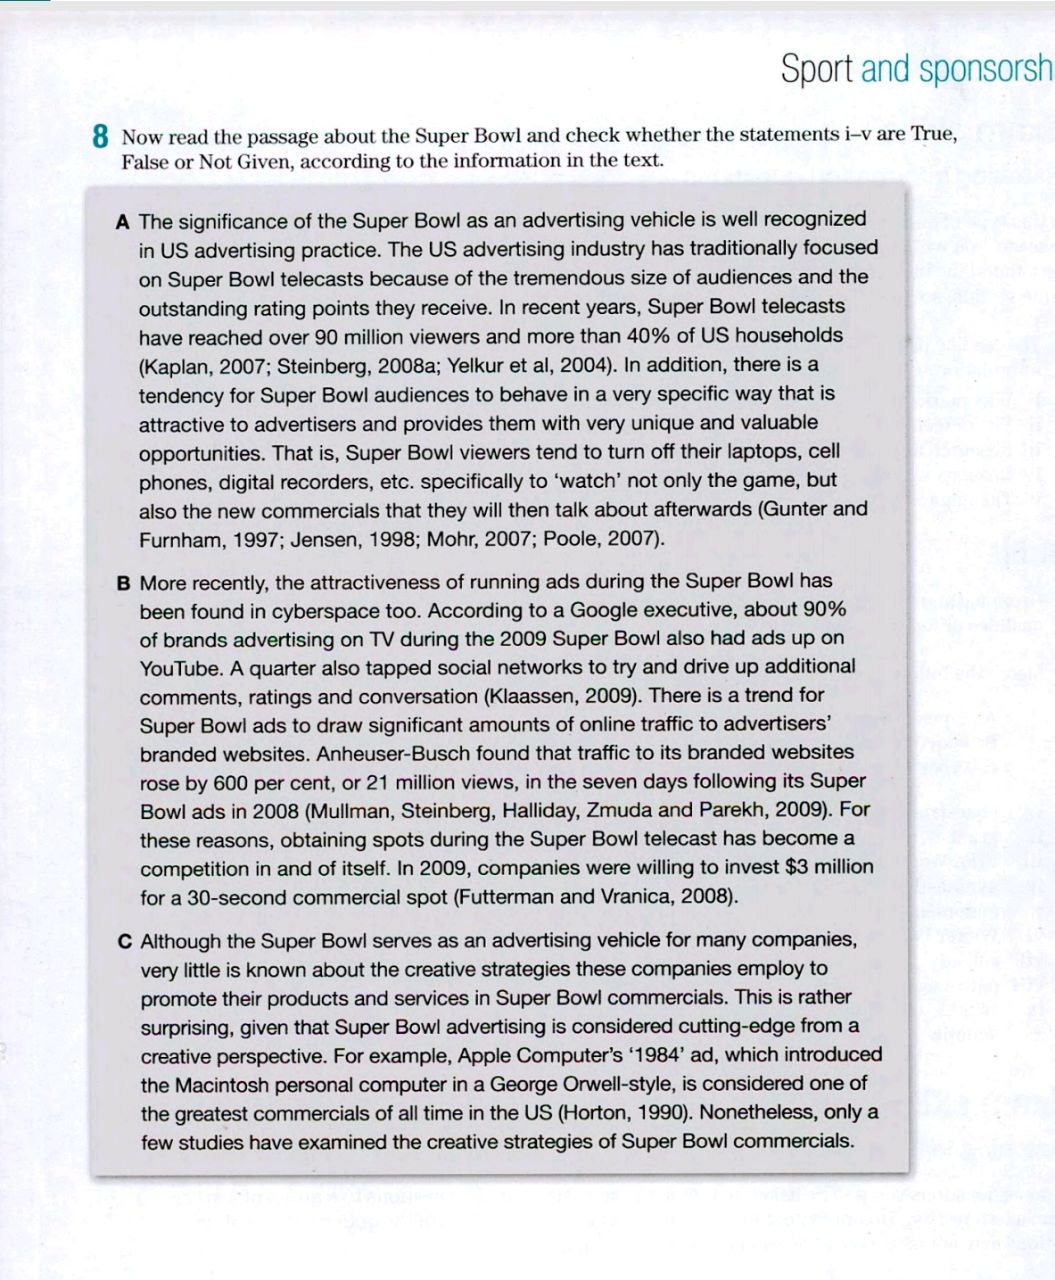 Sport and sponsorsh
8 Now read the passage about the Super Bowl and check whether the statements i–v are True,
False or Not Given, according to the information in the text.
A The significance of the Super Bowl as an advertising vehicle is well recognized
in US advertising practice. The US advertising industry has traditionally focused
on Super Bowl telecasts because of the tremendous size of audiences and the
outstanding rating points they receive. In recent years, Super Bowl telecasts
have reached over 90 million viewers and more than 40% of US households
(Kaplan, 2007; Steinberg, 2008a; Yelkur et al, 2004). In addition, there is a
tendency for Super Bowl audiences to behave in a very specific way that is
attractive to advertisers and provides them with very unique and valuable
opportunities. That is, Super Bowl viewers tend to turn off their laptops, cell
phones, digital recorders, etc. specifically to ‘watch’ not only the game, but
also the new commercials that they will then talk about afterwards (Gunter and
Furnham, 1997; Jensen, 1998; Mohr, 2007; Poole, 2007).
B More recently, the attractiveness of running ads during the Super Bowl has
been found in cyberspace too. According to a Google executive, about 90%
of brands advertising on TV during the 2009 Super Bowl also had ads up on
YouTube. A quarter also tapped social networks to try and drive up additional
comments, ratings and conversation (Klaassen, 2009). There is a trend for
Super Bowl ads to draw significant amounts of online traffic to advertisers’
branded websites. Anheuser-Busch found that traffic to its branded websites
rose by 600 per cent, or 21 million views, in the seven days following its Super
Bowl ads in 2008 (Mullman, Steinberg, Halliday, Zmuda and Parekh, 2009). For
these reasons, obtaining spots during the Super Bowl telecast has become a
competition in and of itself. In 2009, companies were willing to invest $3 million
for a 30-second commercial spot (Futterman and Vranica, 2008).
C Although the Super Bowl serves as an advertising vehicle for many companies,
very little is known about the creative strategies these companies employ to
promote their products and services in Super Bowl commercials. This is rather
surprising, given that Super Bowl advertising is considered cutting-edge from a
creative perspective. For example, Apple Computer’s ‘1984’ ad, which introduced
the Macintosh personal computer in a George Orwell-style, is considered one of
the greatest commercials of all time in the US (Horton, 1990). Nonetheless, only a
few studies have examined the creative strategies of Super Bowl commercials.